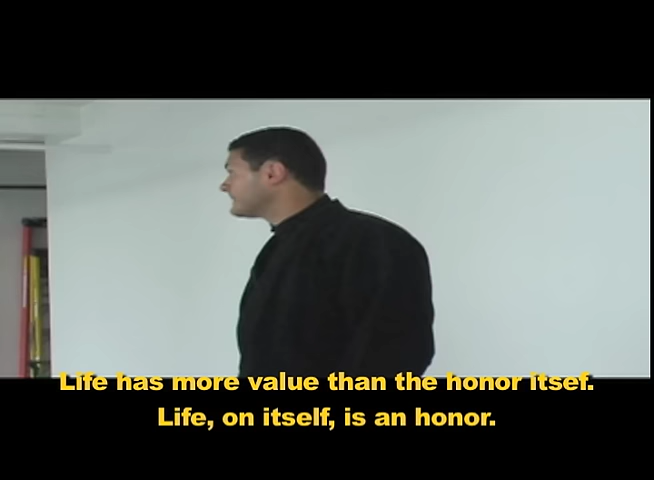 Life has more value than the honor itsef.
Life, on itself, is an honor.